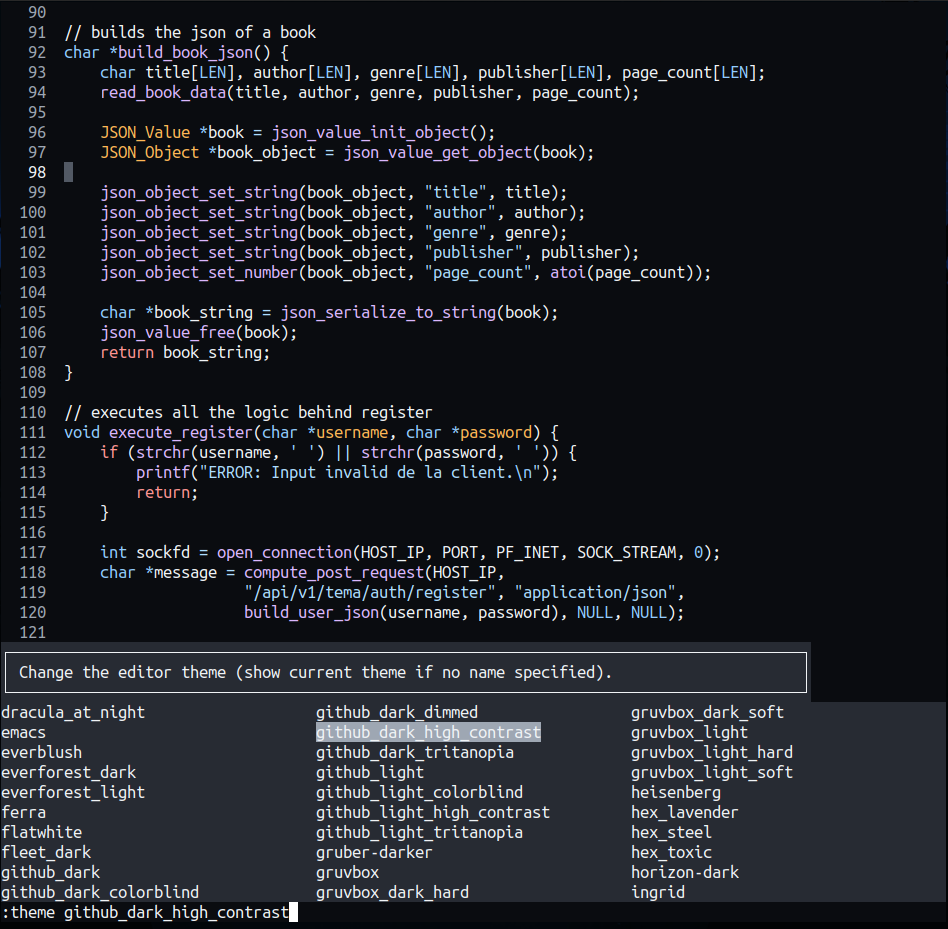 90
91 // builds the json of a book
92 char *build_book_json() {
93     char title[LEN], author[LEN], genre[LEN], publisher[LEN], page_count[LEN];
94     read_book_data(title, author, genre, publisher, page_count);
95
96     JSON_Value *book = json_value_init_object();
97     JSON_Object *book_object = json_value_get_object(book);
98
99     json_object_set_string(book_object, "title", title);
100     json_object_set_string(book_object, "author", author);
101     json_object_set_string(book_object, "genre", genre);
102     json_object_set_string(book_object, "publisher", publisher);
103     json_object_set_number(book_object, "page_count", atoi(page_count));
104
105     char *book_string = json_serialize_to_string(book);
106     json_value_free(book);
107     return book_string;
108 }
109
110 // executes all the logic behind register
111 void execute_register(char *username, char *password) {
112     if (strchr(username, ' ') || strchr(password, ' ')) {
113         printf("ERROR: Input invalid de la client.\n");
114         return;
115     }
116
117     int sockfd = open_connection(HOST_IP, PORT, PF_INET, SOCK_STREAM, 0);
118     char *message = compute_post_request(HOST_IP,
119                     "/api/v1/tema/auth/register", "application/json",
120                     build_user_json(username, password), NULL, NULL);
121
Change the editor theme (show current theme if no name specified).
dracula_at_night github_dark_dimmed gruvbox_dark_soft
emacs github_dark_high_contrast gruvbox_light
everblush github_dark_tritanopia gruvbox_light_hard
everforest_dark github_light gruvbox_light_soft
everforest_light github_light_colorblind heisenberg
ferra github_light_high_contrast hex_lavender
flatwhite github_light_tritanopia hex_steel
fleet_dark gruber-darker hex_toxic
github_dark gruvbox horizon-dark
github_dark_colorblind gruvbox_dark_hard ingrid
:theme github_dark_high_contrast